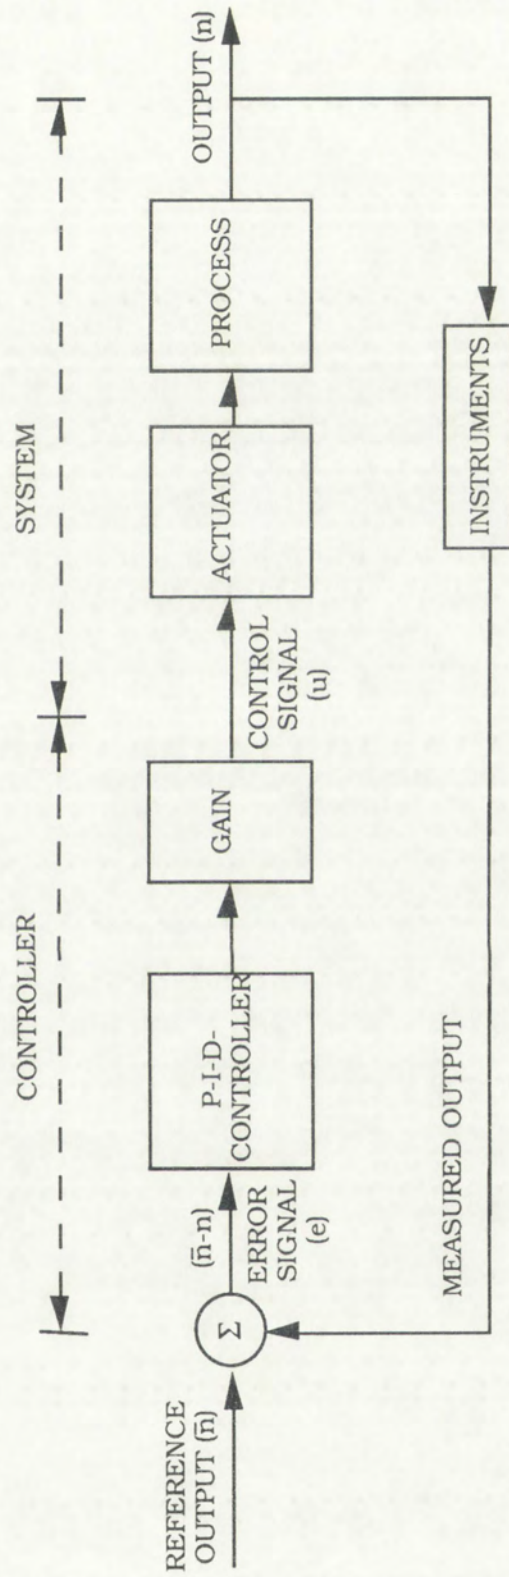 CONTROLLER
SYSTEM
REFERENCE
OUTPUT (n̄)
Σ
(n̄-n)
ERROR
SIGNAL
(e)
P-I-D-
CONTROLLER
GAIN
CONTROL
SIGNAL
(u)
ACTUATOR
PROCESS
OUTPUT (n)
MEASURED OUTPUT
INSTRUMENTS